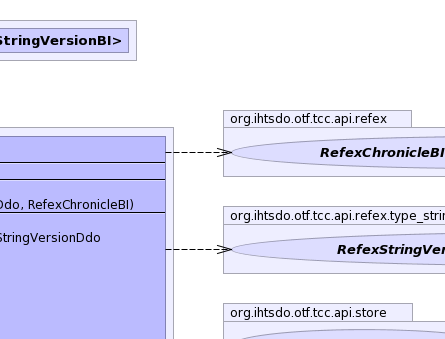 StringVersionBI>
org.ihtsdo.otf.tcc.api.refex
RefexChronicleBI
Ddo, RefexChronicleBI)
org.ihtsdo.otf.tcc.api.refex.type_strin
StringVersionDdo
RefexStringVer
org.ihtsdo.otf.tcc.api.store